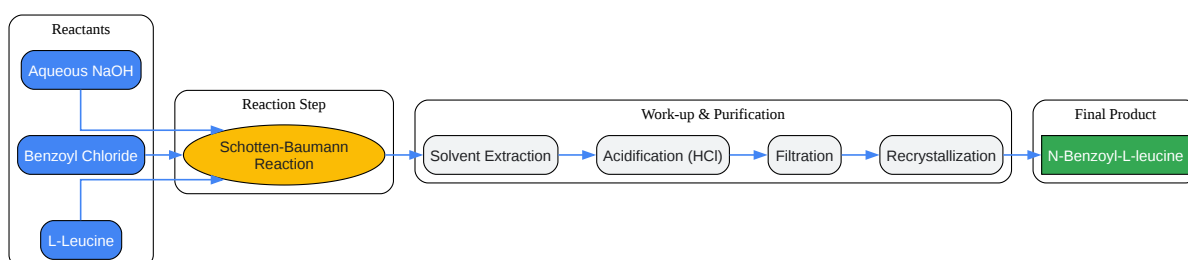 Reactants
Aqueous NaOH
Benzoyl Chloride
L-Leucine
Reaction Step
Schotten-Baumann
Reaction
Work-up & Purification
Solvent Extraction
Acidification (HCl)
Filtration
Recrystallization
Final Product
N-Benzoyl-L-leucine